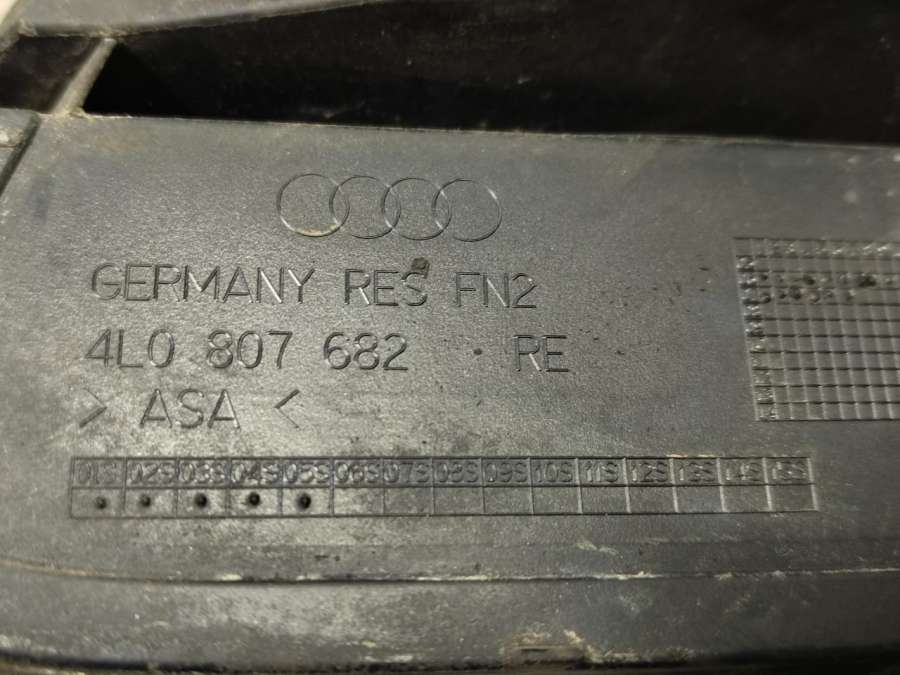 GERMANY RES FN2
4L0 807 682 RE
> ASA <
01S 02S 03S 04S 05S 06S 07S 08S 09S 10S 11S 12S 13S 14S 15S